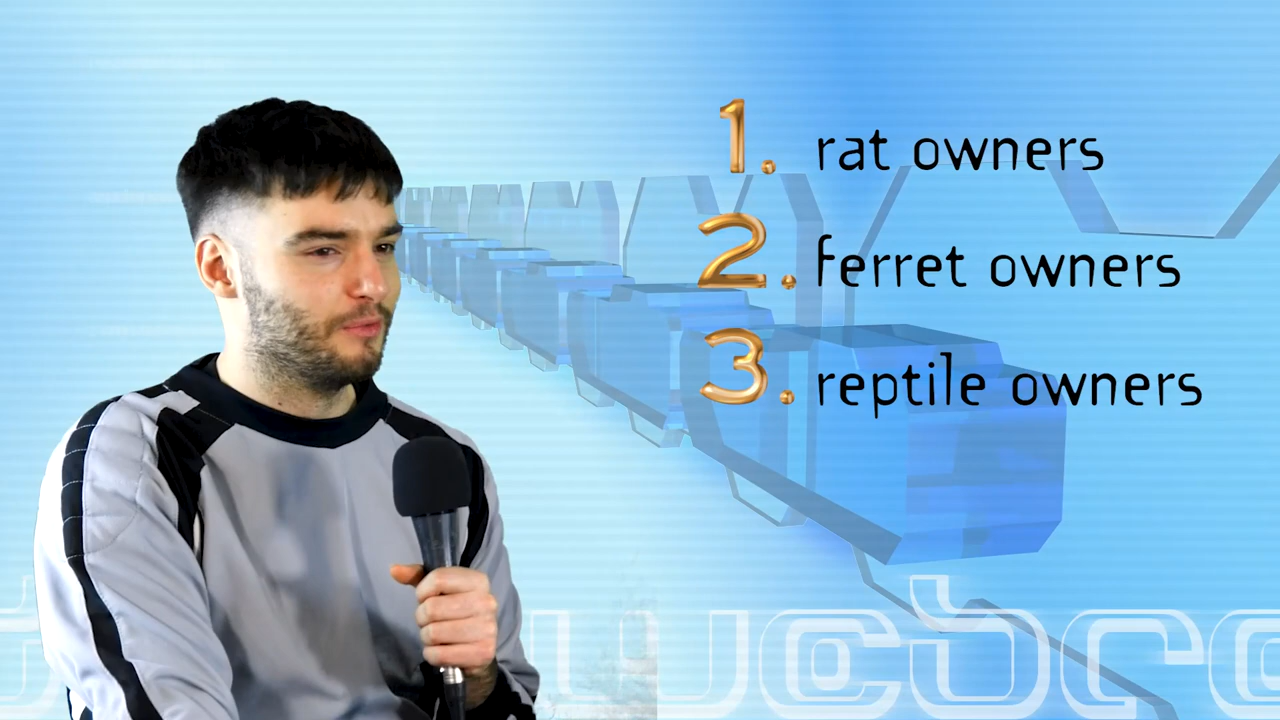 1. rat owners
2. ferret owners
3. reptile owners